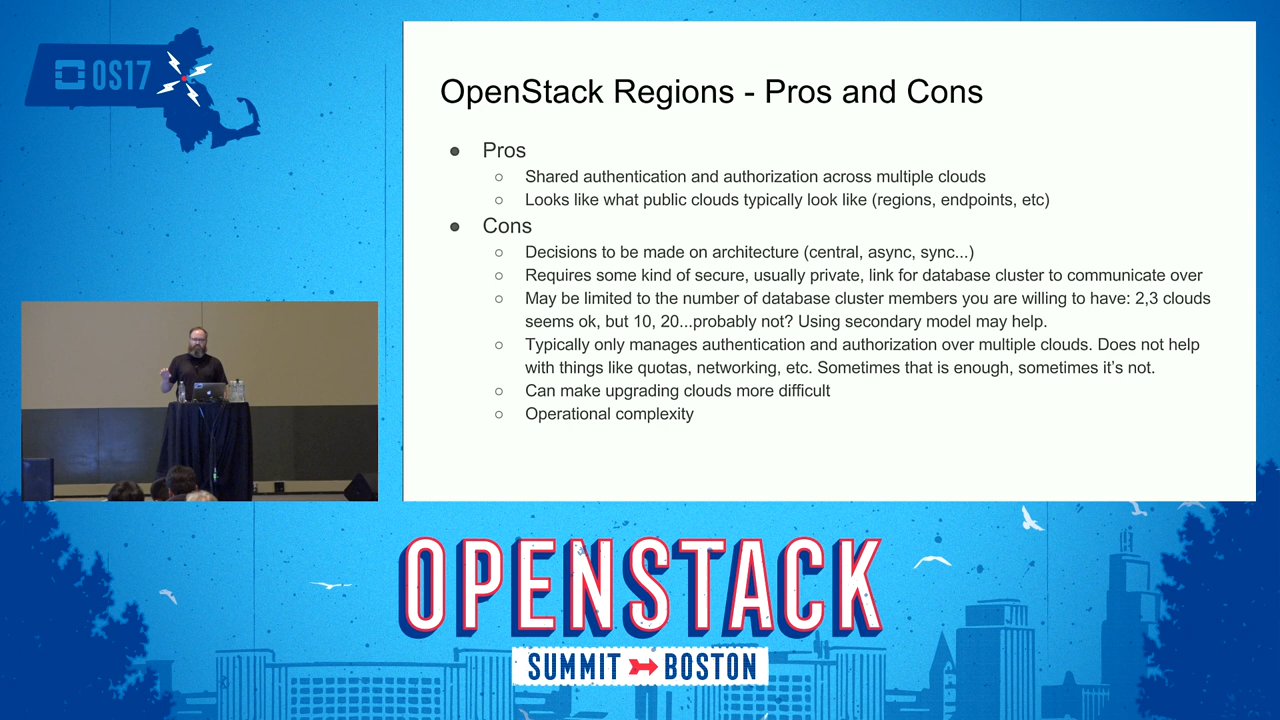 OS17
OpenStack Regions - Pros and Cons
● Pros
○ Shared authentication and authorization across multiple clouds
○ Looks like what public clouds typically look like (regions, endpoints, etc)
● Cons
○ Decisions to be made on architecture (central, async, sync...)
○ Requires some kind of secure, usually private, link for database cluster to communicate over
○ May be limited to the number of database cluster members you are willing to have: 2,3 clouds
seems ok, but 10, 20...probably not? Using secondary model may help.
○ Typically only manages authentication and authorization over multiple clouds. Does not help
with things like quotas, networking, etc. Sometimes that is enough, sometimes it's not.
○ Can make upgrading clouds more difficult
○ Operational complexity
OPENSTACK
SUMMIT BOSTON